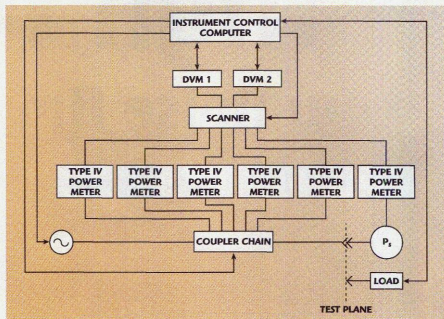 INSTRUMENT CONTROL
COMPUTER
DVM 1
DVM 2
SCANNER
TYPE IV
POWER
METER
TYPE IV
POWER
METER
TYPE IV
POWER
METER
TYPE IV
POWER
METER
TYPE IV
POWER
METER
TYPE IV
POWER
METER
COUPLER CHAIN
Ps
LOAD
TEST PLANE